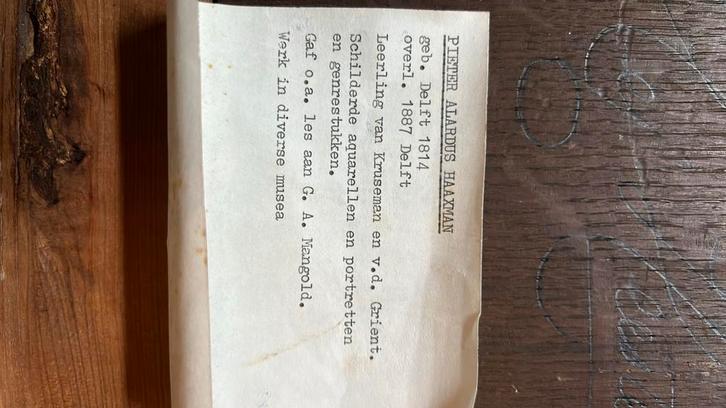 PIETER ALARDUS HAAXMAN
geb. Delft 1814
overl. 1887 Delft
Leerling van Kruseman en v.d. Grient.
Schilderde aquarellen en portretten
en genrestukken.
Gaf o.a. les aan G. A. Mangold.
Werk in diverse musea